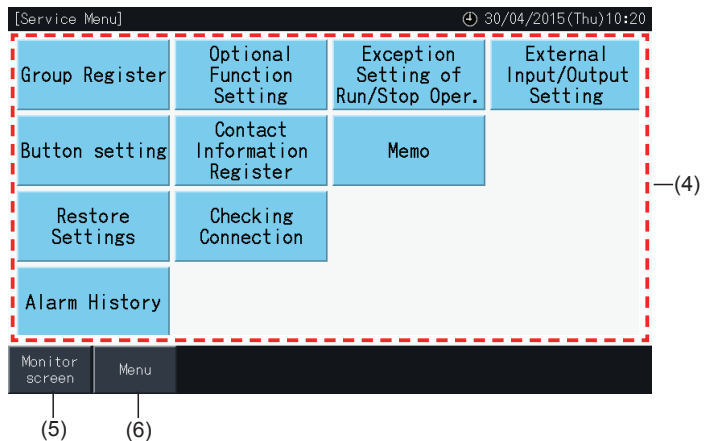 [Service Menu] 30/04/2015(Thu)10:20
Group Register
Optional
Function
Setting
Exception
Setting of
Run/Stop Oper.
External
Input/Output
Setting
Button setting
Contact
Information
Register
Memo
(4)
Restore
Settings
Checking
Connection
Alarm History
Monitor
screen
Menu
(5)
(6)